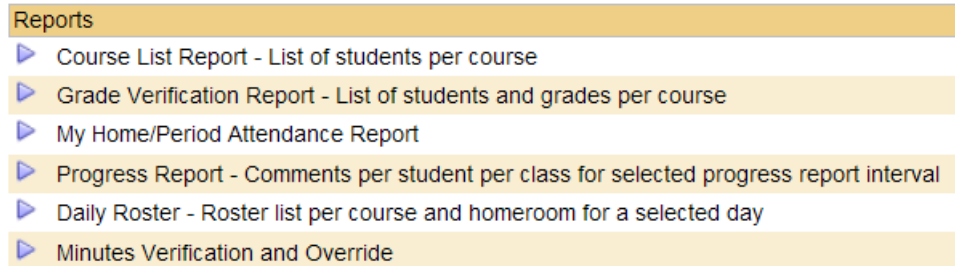 Reports
Course List Report - List of students per course
Grade Verification Report - List of students and grades per course
My Home/Period Attendance Report
Progress Report - Comments per student per class for selected progress report interval
Daily Roster - Roster list per course and homeroom for a selected day
Minutes Verification and Override